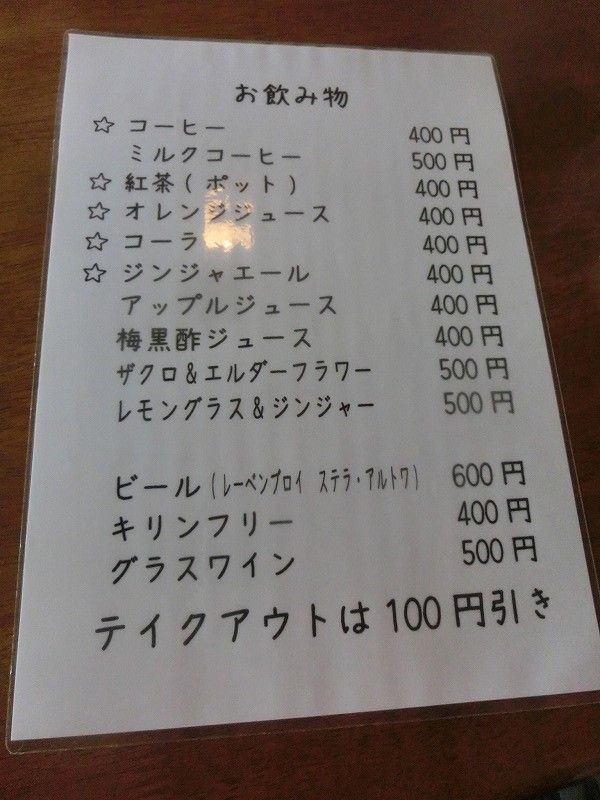 お飲み物
☆ コーヒー 400円
ミルクコーヒー 500円
☆ 紅茶(ポット) 400円
☆ オレンジジュース 400円
☆ コーラ 400円
☆ ジンジャエール 400円
アップルジュース 400円
梅黒酢ジュース 400円
ザクロ&エルダーフラワー 500円
レモングラス&ジンジャー 500円
ビール(レーベンブロイ ステラ・アルトワ) 600円
キリンフリー 400円
グラスワイン 500円
テイクアウトは100円引き